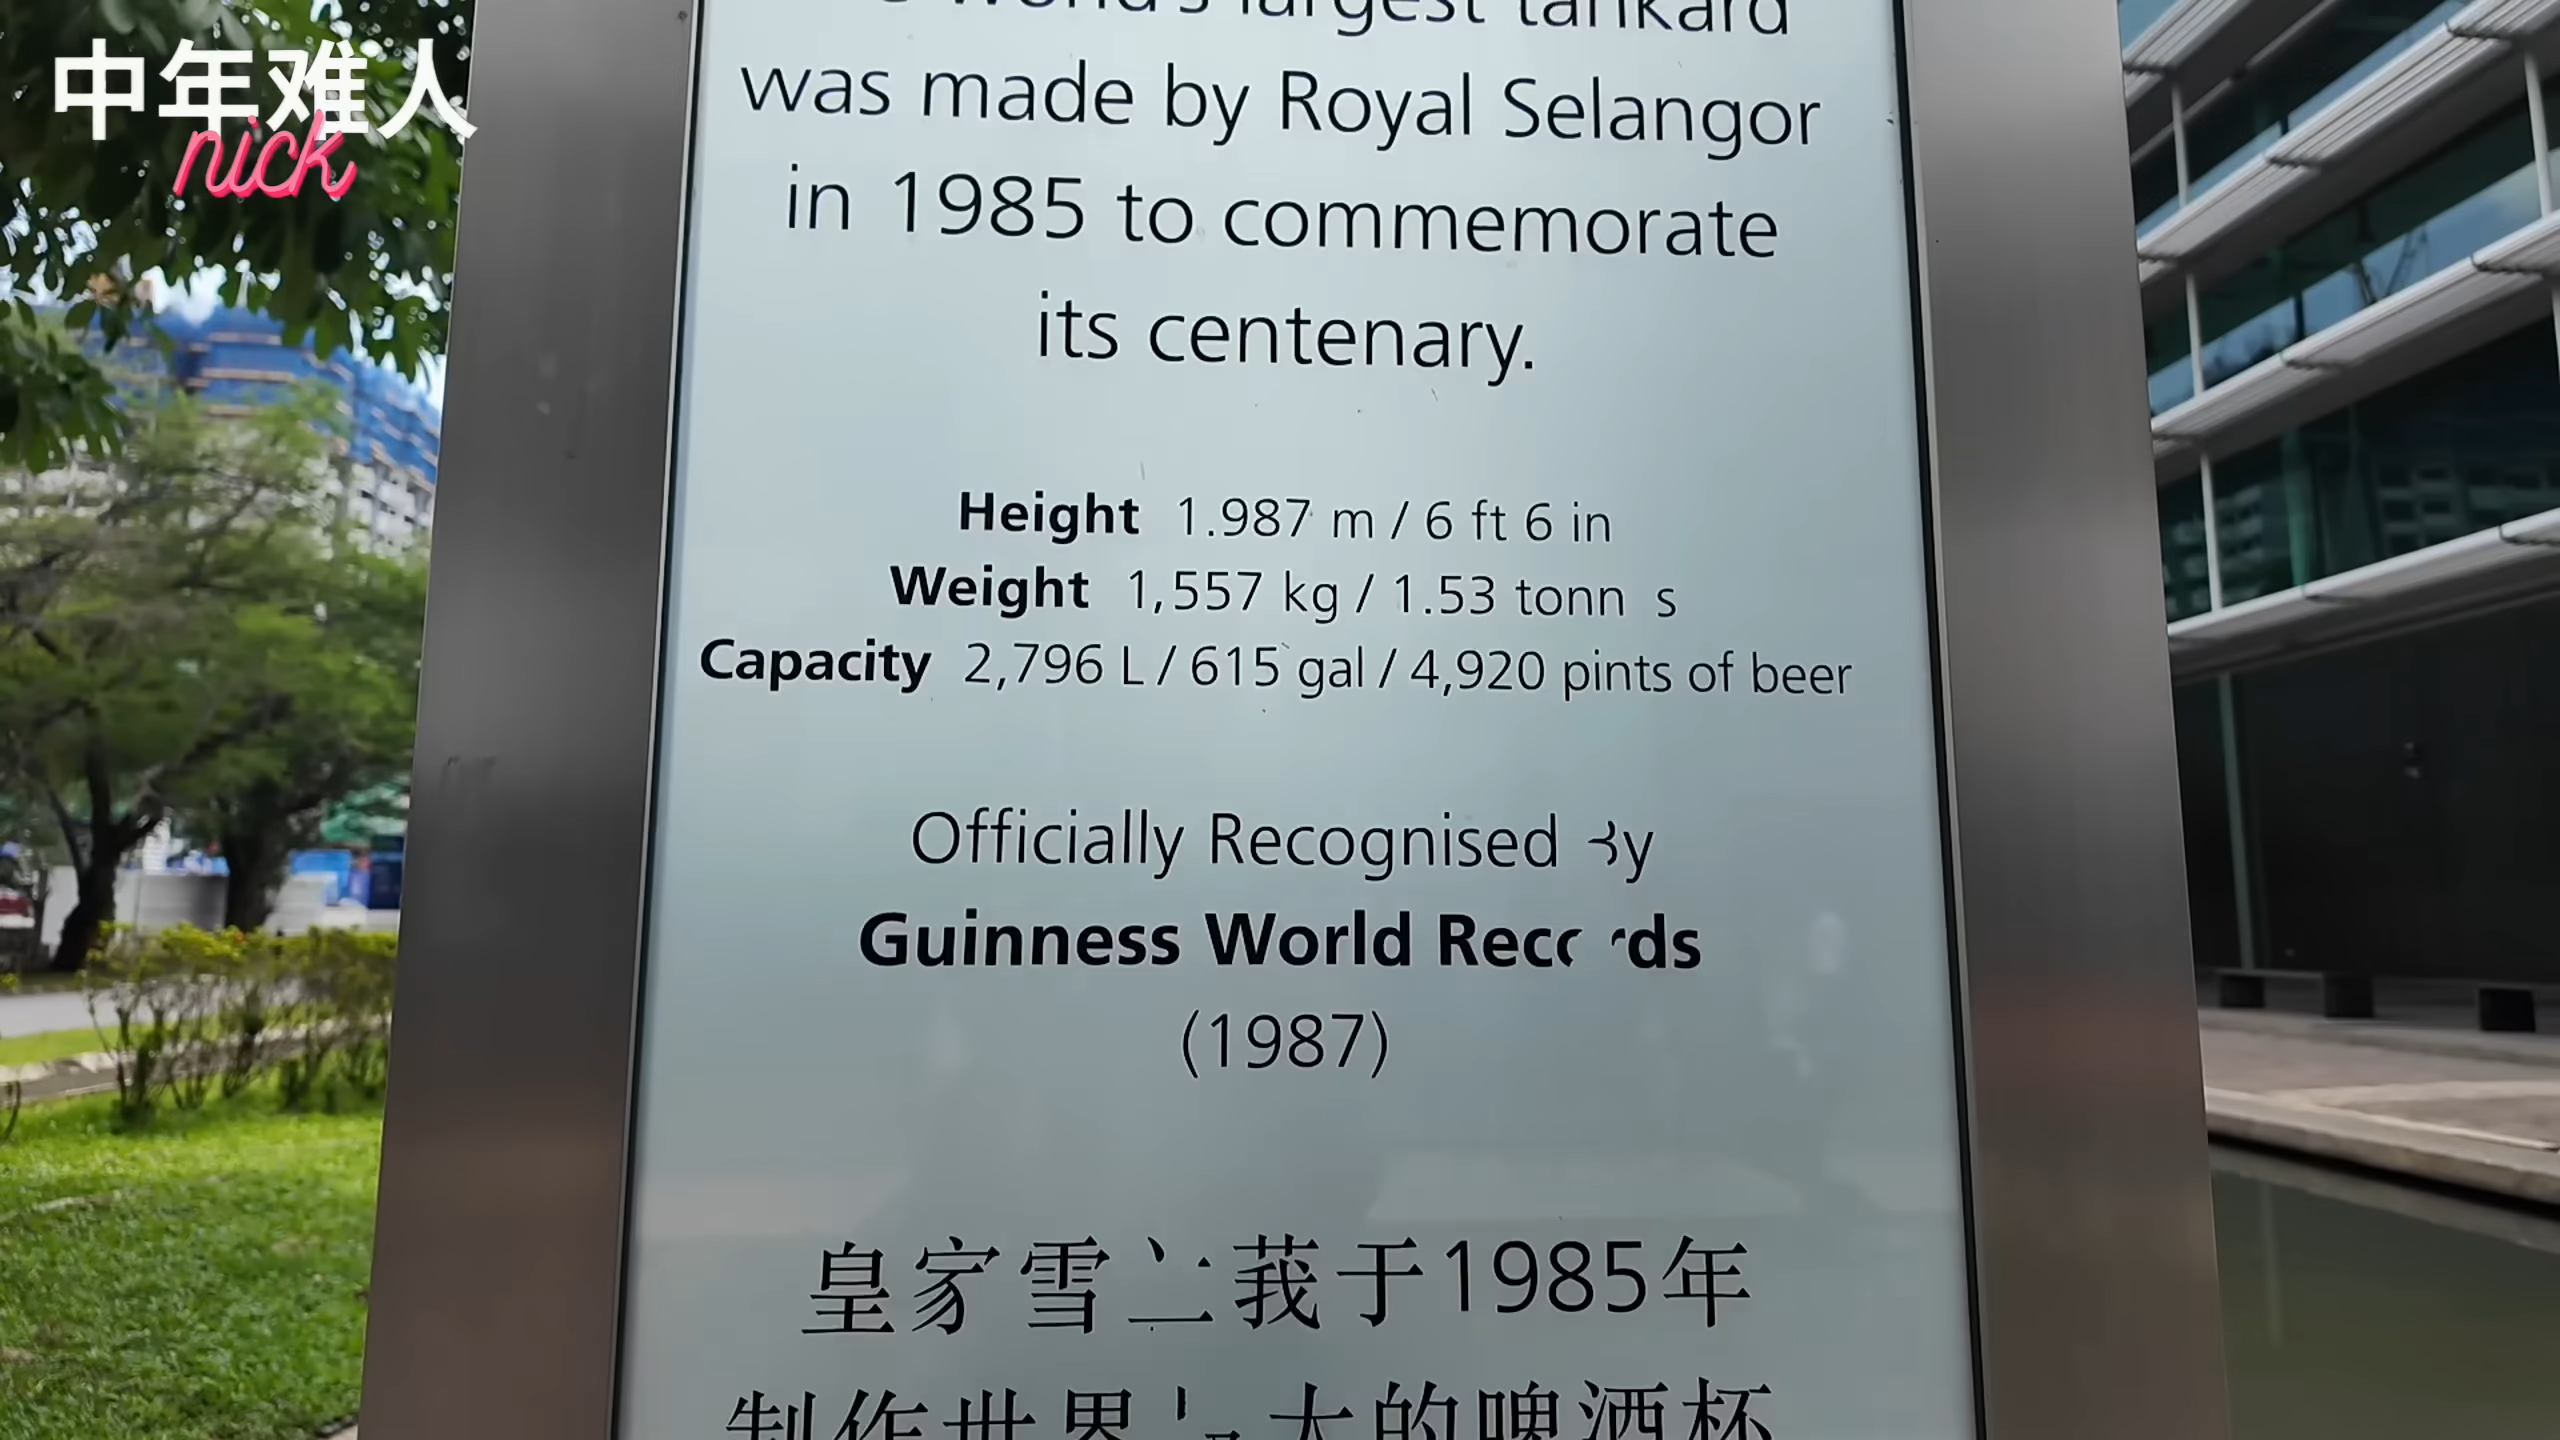 中年难人
nick
world's largest tankard
was made by Royal Selangor
in 1985 to commemorate
its centenary.
Height 1.987 m / 6 ft 6 in
Weight 1,557 kg / 1.53 tonn s
Capacity 2,796 L / 615 gal / 4,920 pints of beer
Officially Recognised By
Guinness World Records
(1987)
皇家雪兰莪于1985年
制作世界 大的啤酒杯